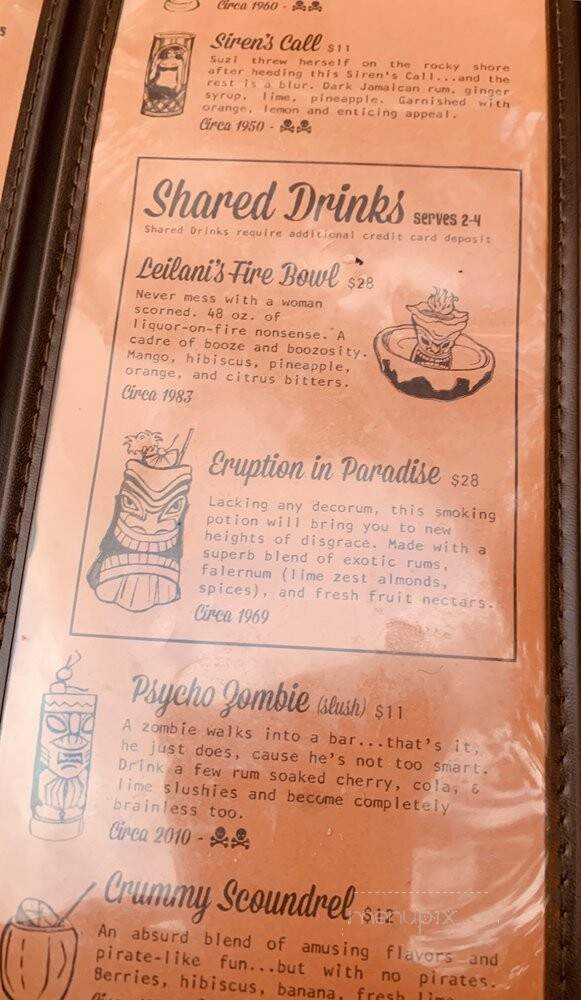 Circa 1960 -
Siren's Call $11
Suzi threw herself on the rocky shore
after heeding this Siren's Call...and the
rest is a blur. Dark Jamaican rum, ginger
syrup, lime, pineapple. Garnished with
orange, lemon and enticing appeal.
Circa 1950 -
Shared Drinks serves 2-4
Shared Drinks require additional credit card deposit
Leilani's Fire Bowl $28
Never mess with a woman
scorned. 48 oz. of
liquor-on-fire nonsense. A
cadre of booze and boozosity.
Mango, hibiscus, pineapple,
orange, and citrus bitters.
Circa 1983
Eruption in Paradise $28
Lacking any decorum, this smoking
potion will bring you to new
heights of disgrace. Made with a
superb blend of exotic rums,
falernum (lime zest almonds,
spices), and fresh fruit nectars.
Circa 1969
Psycho Zombie (slush) $11
A zombie walks into a bar...that's it;
he just does, cause he's not too smart.
Drink a few rum soaked cherry, cola, &
lime slushies and become completely
brainless too.
Circa 2010 -
Crummy Scoundrel $12
menupix
An absurd blend of amusing flavors and
pirate-like fun...but with no pirates.
Berries, hibiscus, banana, fresh lime